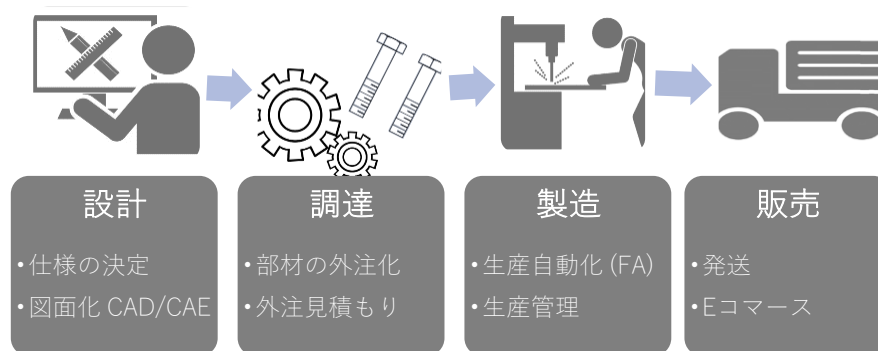 設計
・仕様の決定
・図面化 CAD/CAE
調達
・部材の外注化
・外注見積もり
製造
・生産自動化 (FA)
・生産管理
販売
・発送
・Eコマース